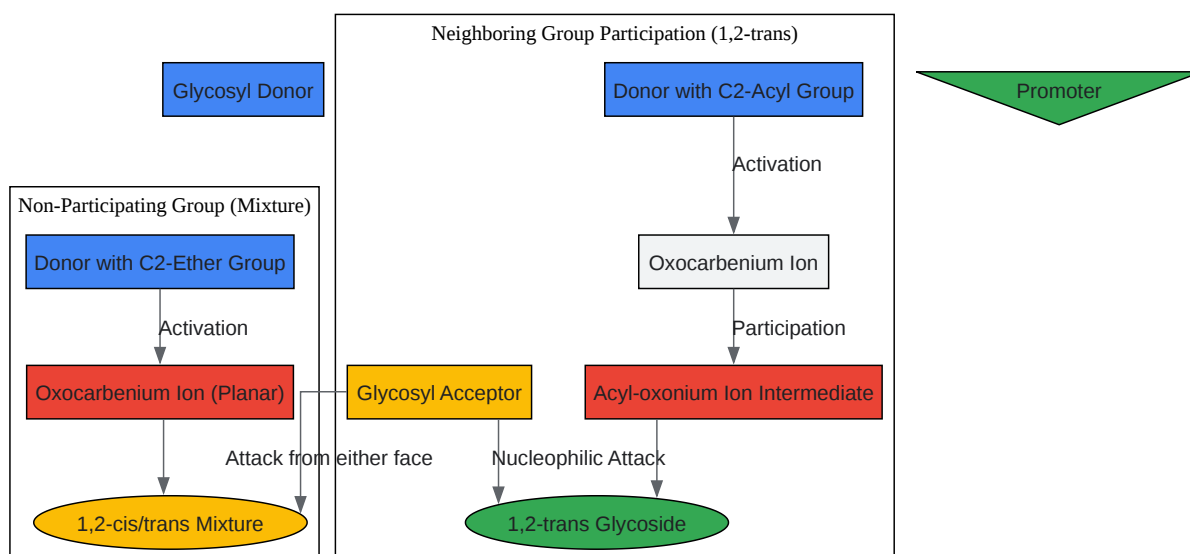 Neighboring Group Participation (1,2-trans)
Glycosyl Donor
Donor with C2-Acyl Group
Promoter
Activation
Non-Participating Group (Mixture)
Donor with C2-Ether Group
Oxocarbenium Ion
Activation
Participation
Oxocarbenium Ion (Planar)
Glycosyl Acceptor
Acyl-oxonium Ion Intermediate
Attack from either face
Nucleophilic Attack
1,2-cis/trans Mixture
1,2-trans Glycoside